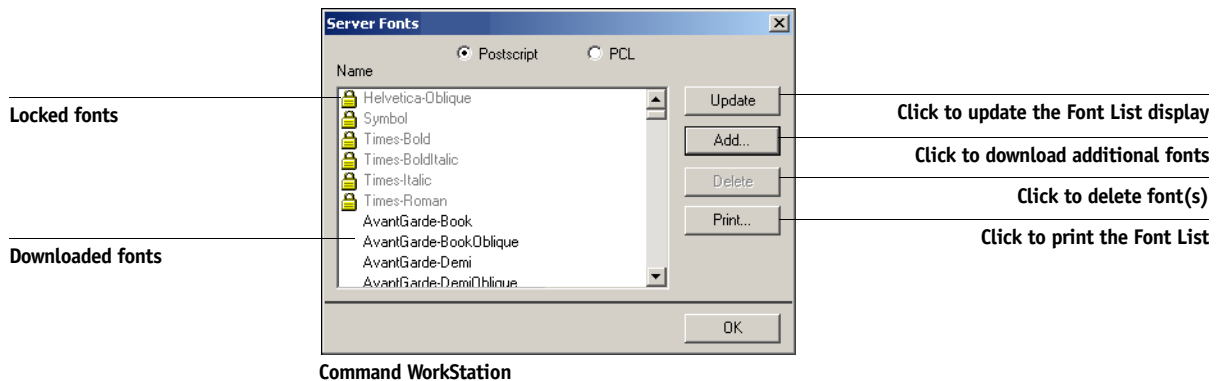 Server Fonts
Postscript PCL
Name
Helvetica-Oblique
Symbol
Times-Bold
Times-BoldItalic
Times-Italic
Times-Roman
AvantGarde-Book
AvantGarde-BookOblique
AvantGarde-Demi
AvantGarde-DemiOblique
Update
Add...
Delete
Print...
OK
Locked fonts
Downloaded fonts
Click to update the Font List display
Click to download additional fonts
Click to delete font(s)
Click to print the Font List
Command WorkStation